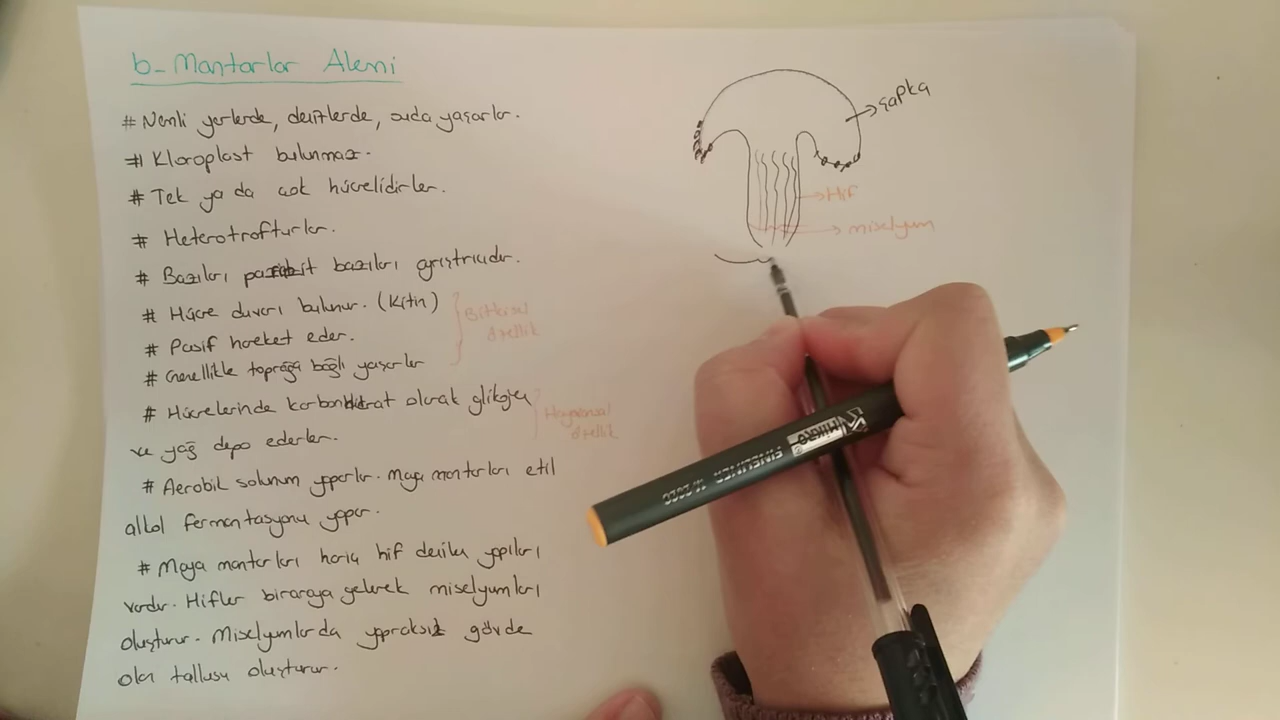 b- Mantarlar Alemi
# Nemli yerlerde, denizlerde, suda yaşarlar.
# Kloroplast bulunmaz.
# Tek ya da çok hücrelidirler.
# Heterotrofturlar.
# Bazıları parazit bazıları ayrıştırıcıdır.
# Hücre duvarı bulunur. (Kitin)
# Pasif hareket eder.
# Genellikle toprağa bağlı yaşarlar
Bitkisel
özellik
# Hücrelerinde karbonhidrat olarak glikojen
ve yağ depo ederler.
Hayvansal
özellik
# Aerobik solunum yaparlar. Maya mantarları etil
alkol fermantasyonu yapar.
# Maya mantarları hariç hif denilen yapıları
vardır. Hifler biraraya gelerek miselyumları
oluşturur. Miselyumlarda yapraksız gövde
olan tallusu oluşturur.
şapka
Hif
miselyum
MIKRO
FINELINER